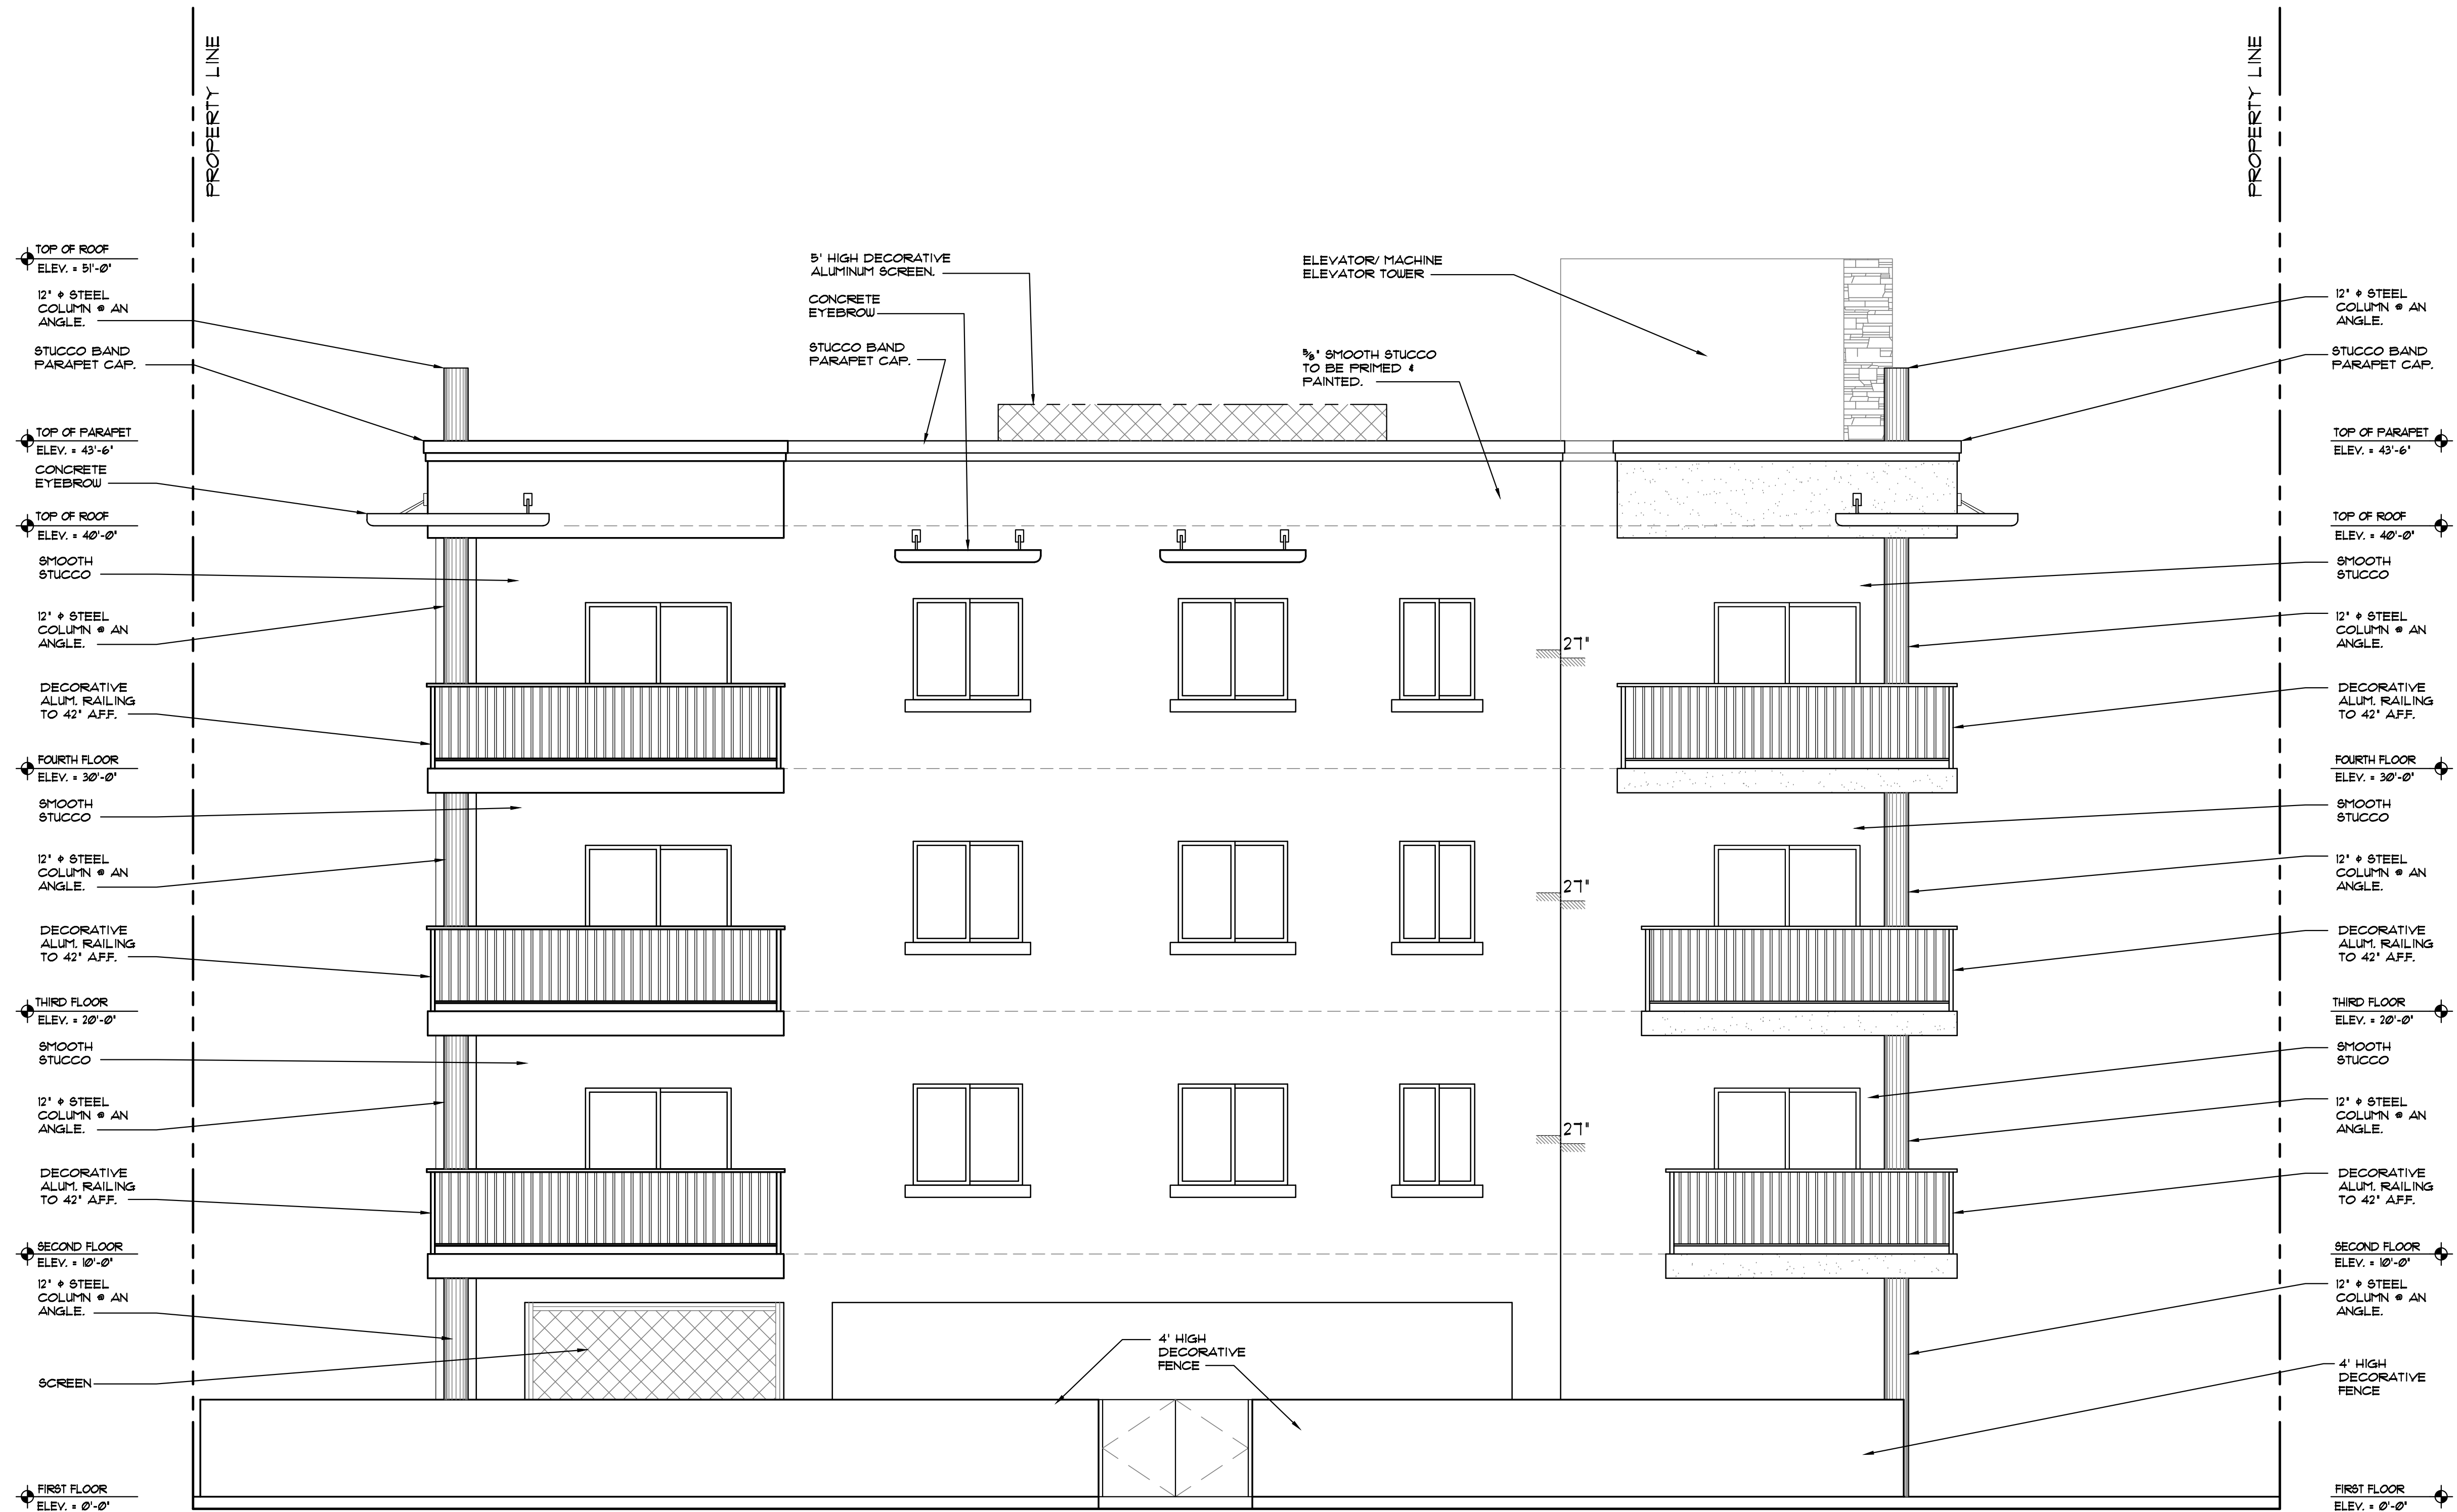 PROPERTY LINE
TOP OF ROOF
ELEV. = 51'-0"
12" φ STEEL
COLUMN @ AN
ANGLE.
STUCCO BAND
PARAPET CAP.
TOP OF PARAPET
ELEV. = 43'-6"
CONCRETE
EYEBROW
TOP OF ROOF
ELEV. = 40'-0"
SMOOTH
STUCCO
12" φ STEEL
COLUMN @ AN
ANGLE.
DECORATIVE
ALUM. RAILING
TO 42" A.F.F.
FOURTH FLOOR
ELEV. = 30'-0"
SMOOTH
STUCCO
12" φ STEEL
COLUMN @ AN
ANGLE.
DECORATIVE
ALUM. RAILING
TO 42" A.F.F.
THIRD FLOOR
ELEV. = 20'-0"
SMOOTH
STUCCO
12" φ STEEL
COLUMN @ AN
ANGLE.
DECORATIVE
ALUM. RAILING
TO 42" A.F.F.
SECOND FLOOR
ELEV. = 10'-0"
12" φ STEEL
COLUMN @ AN
ANGLE.
SCREEN
FIRST FLOOR
ELEV. = 0'-0"
5' HIGH DECORATIVE
ALUMINUM SCREEN.
CONCRETE
EYEBROW
STUCCO BAND
PARAPET CAP.
ELEVATOR/ MACHINE
ELEVATOR TOWER
5/8" SMOOTH STUCCO
TO BE PRIMED &
PAINTED.
27"
27"
27"
4' HIGH
DECORATIVE
FENCE
PROPERTY LINE
12" φ STEEL
COLUMN @ AN
ANGLE.
STUCCO BAND
PARAPET CAP.
TOP OF PARAPET
ELEV. = 43'-6"
TOP OF ROOF
ELEV. = 40'-0"
SMOOTH
STUCCO
12" φ STEEL
COLUMN @ AN
ANGLE.
DECORATIVE
ALUM. RAILING
TO 42" A.F.F.
FOURTH FLOOR
ELEV. = 30'-0"
SMOOTH
STUCCO
12" φ STEEL
COLUMN @ AN
ANGLE.
DECORATIVE
ALUM. RAILING
TO 42" A.F.F.
THIRD FLOOR
ELEV. = 20'-0"
SMOOTH
STUCCO
12" φ STEEL
COLUMN @ AN
ANGLE.
DECORATIVE
ALUM. RAILING
TO 42" A.F.F.
SECOND FLOOR
ELEV. = 10'-0"
12" φ STEEL
COLUMN @ AN
ANGLE.
4' HIGH
DECORATIVE
FENCE
FIRST FLOOR
ELEV. = 0'-0"